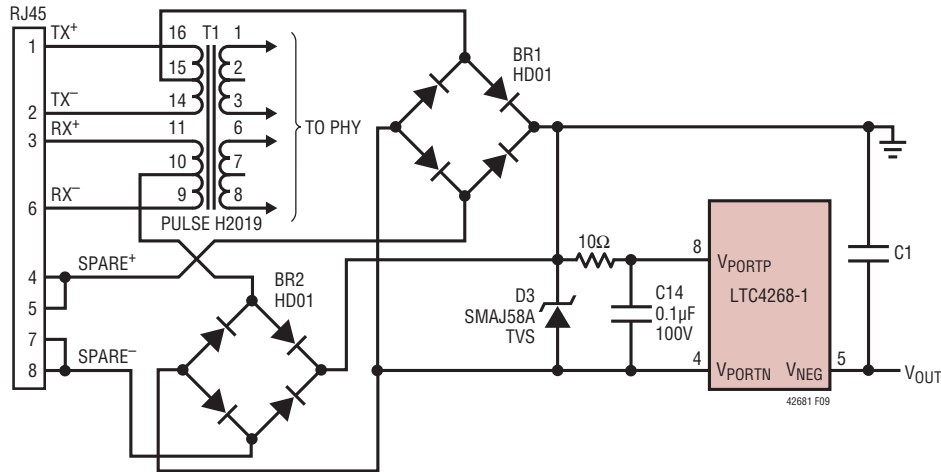 RJ45
1
TX+
2
TX−
3
RX+
6
RX−
4
SPARE+
5
7
8
SPARE−
16
T1
1
15
2
14
3
11
6
10
7
9
8
PULSE H2019
TO PHY
BR1
HD01
BR2
HD01
10Ω
D3
SMAJ58A
TVS
C14
0.1µF
100V
8
VPORTP
LTC4268-1
4
VPORTN
VNEG
5
C1
VOUT
42681 F09